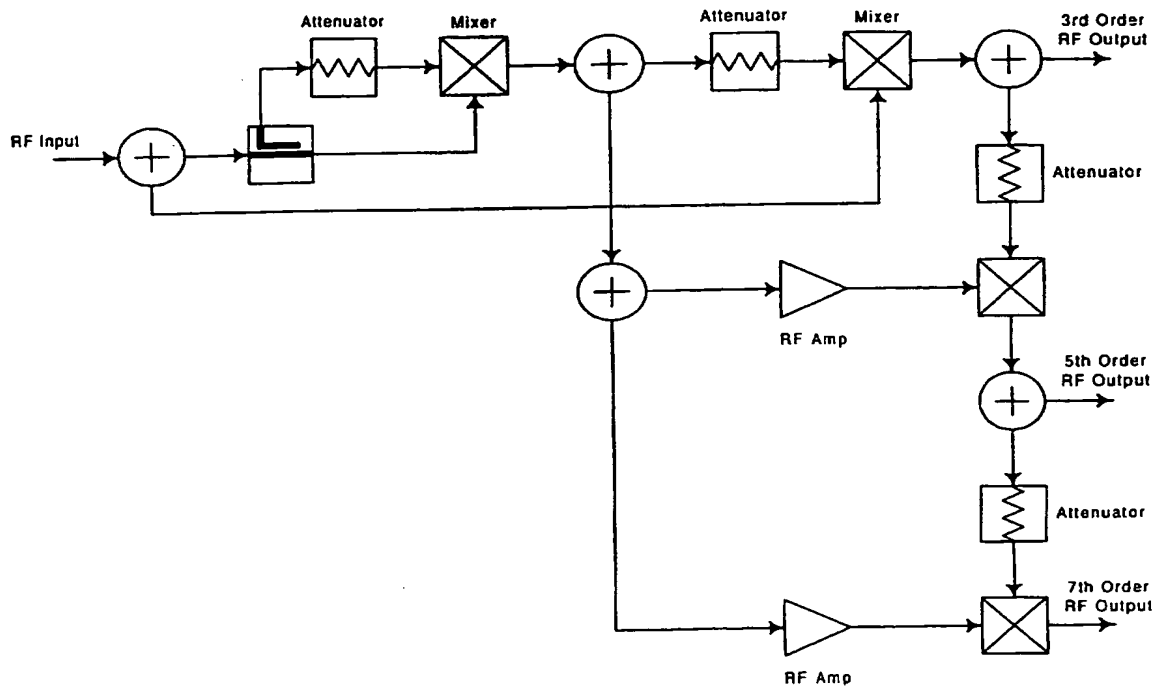 Attenuator
Mixer
Attenuator
Mixer
3rd Order
RF Output
RF Input
Attenuator
RF Amp
5th Order
RF Output
Attenuator
7th Order
RF Output
RF Amp